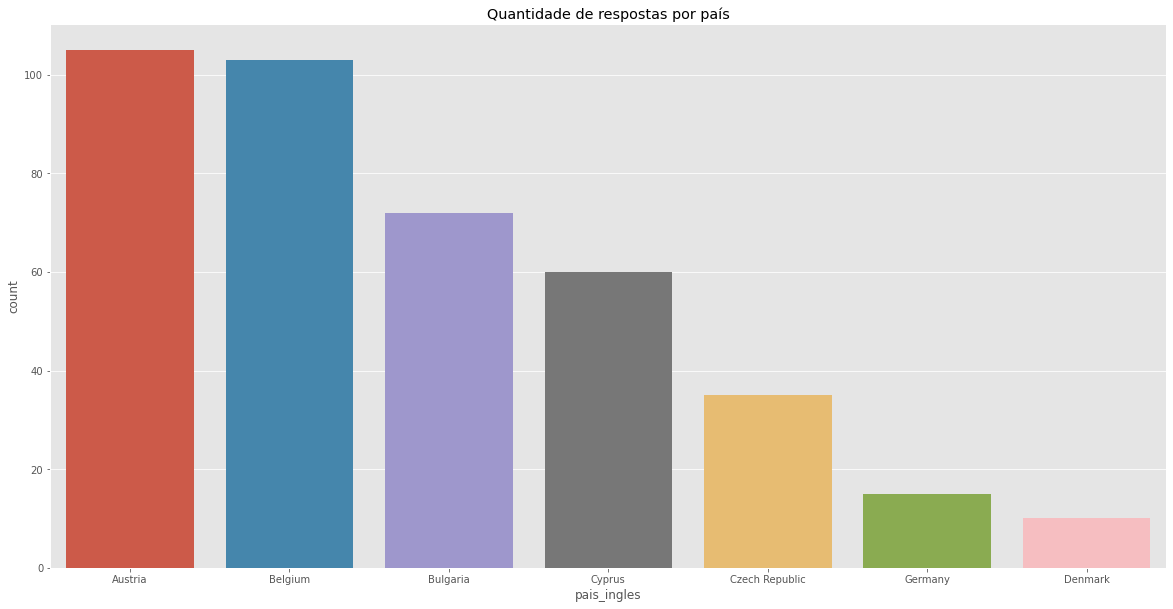 Quantidade de respostas por país
100
80
60
40
20
0
count
Austria Belgium Bulgaria Cyprus Czech Republic Germany Denmark
pais_ingles